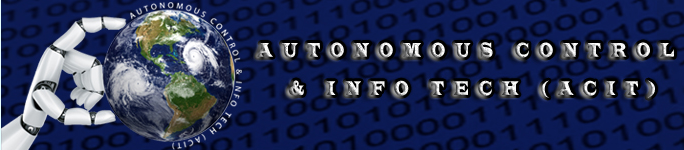 AUTONOMOUS CONTROL & INFO TECH (ACIT)
AUTONOMOUS CONTROL
& INFO TECH (ACIT)